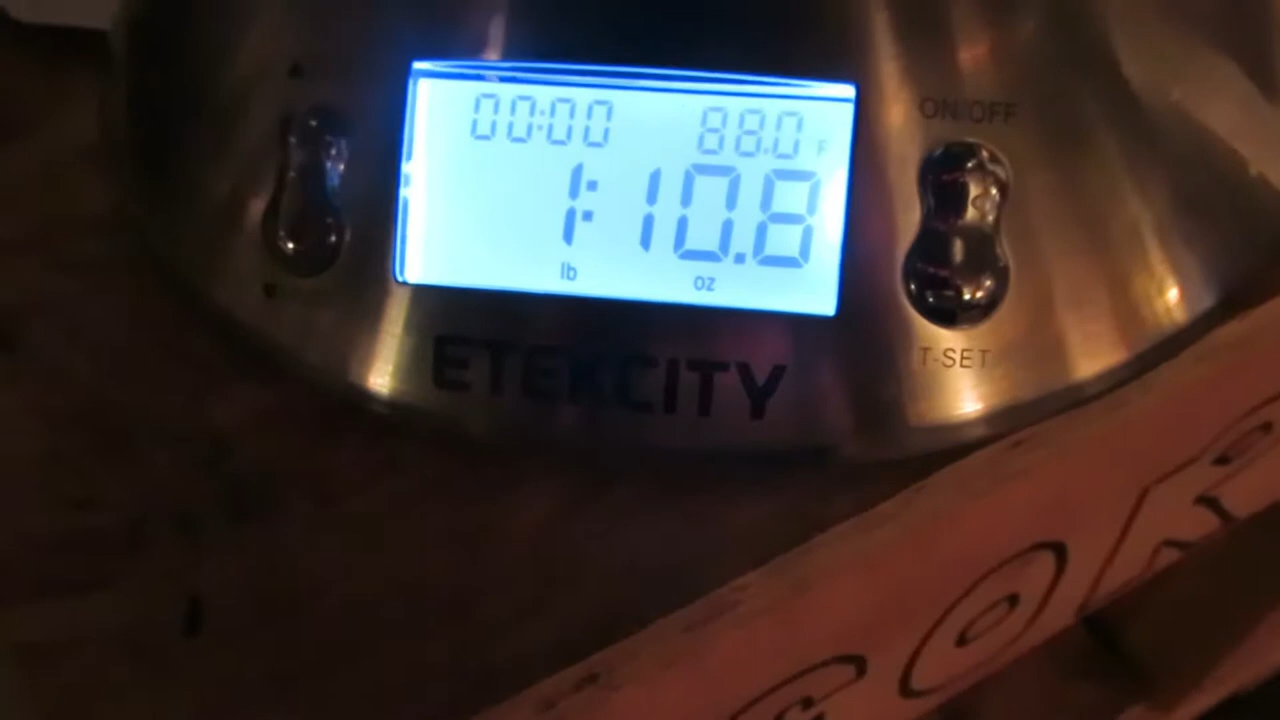 00:00 88.0 F
1:10.8
lb oz
ON/OFF
T-SET
ETEKCITY